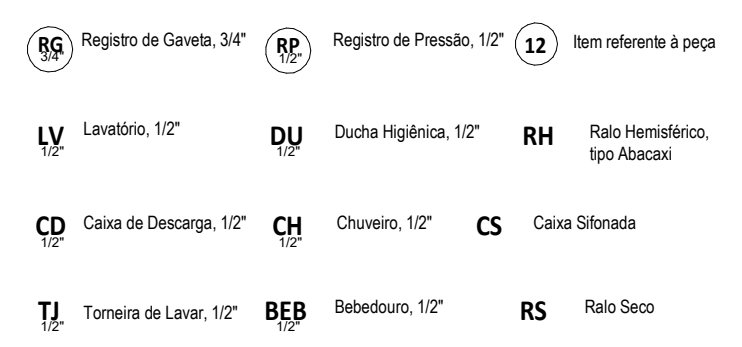 RG Registro de Gaveta, 3/4" RP Registro de Pressão, 1/2" 12 Item referente à peça
3/4" 1/2"
LV Lavatório, 1/2" DU Ducha Higiênica, 1/2" RH Ralo Hemisférico,
1/2" 1/2" tipo Abacaxi
CD Caixa de Descarga, 1/2" CH Chuveiro, 1/2" CS Caixa Sifonada
1/2" 1/2"
TJ Torneira de Lavar, 1/2" BEB Bebedouro, 1/2" RS Ralo Seco
1/2" 1/2"